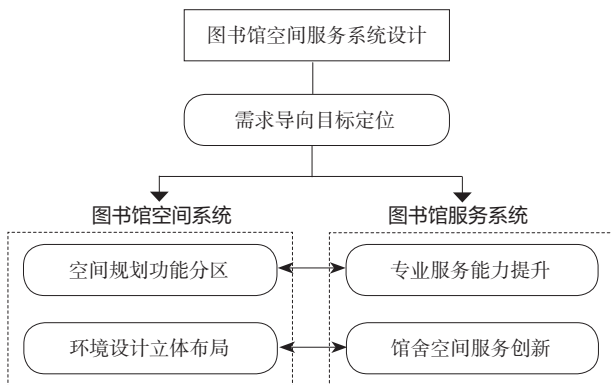 图书馆空间服务系统设计
需求导向目标定位
图书馆空间系统
图书馆服务系统
空间规划功能分区
专业服务能力提升
环境设计立体布局
馆舍空间服务创新